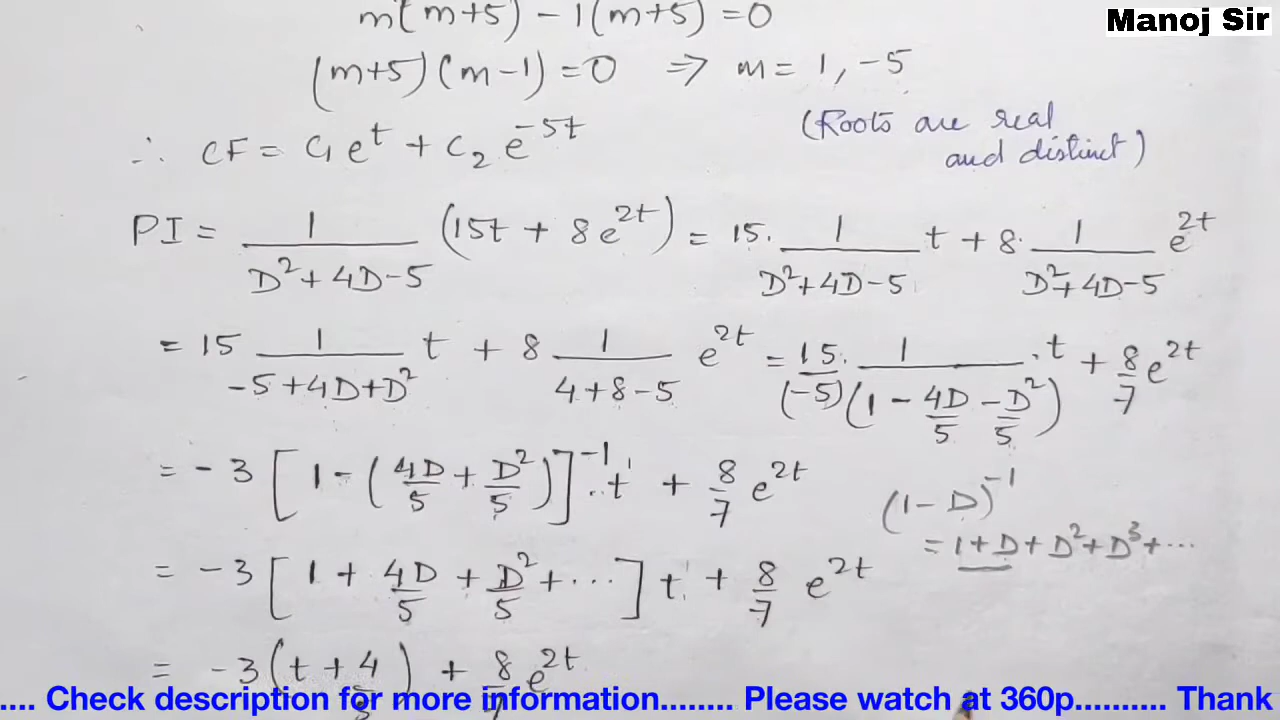 m(m+5) - 1(m+5) = 0
Manoj Sir
(m+5)(m-1) = 0 ⇒ m = 1, -5
(Roots are real
and distinct)
∴ CF = C₁e^t + C₂ e^{-5t}
PI = 1/(D²+4D-5) (15t + 8e^{2t}) = 15. 1/(D²+4D-5) t + 8. 1/(D²+4D-5) e^{2t}
= 15 1/(-5+4D+D²) t + 8 1/(4+8-5) e^{2t} = 15/(-5) . 1/(1 - 4D/5 - D²/5) .t + 8/7 e^{2t}
= -3 [1-(4D/5 + D²/5)]^{-1} .t + 8/7 e^{2t}
(1-D)^{-1}
= 1+D+D²+D³+...
= -3 [1 + 4D/5 + D²/5 + ...] t + 8/7 e^{2t}
= -3(t + 4/5) + 8/7 e^{2t}
.... Check description for more information........ Please watch at 360p.......... Thank